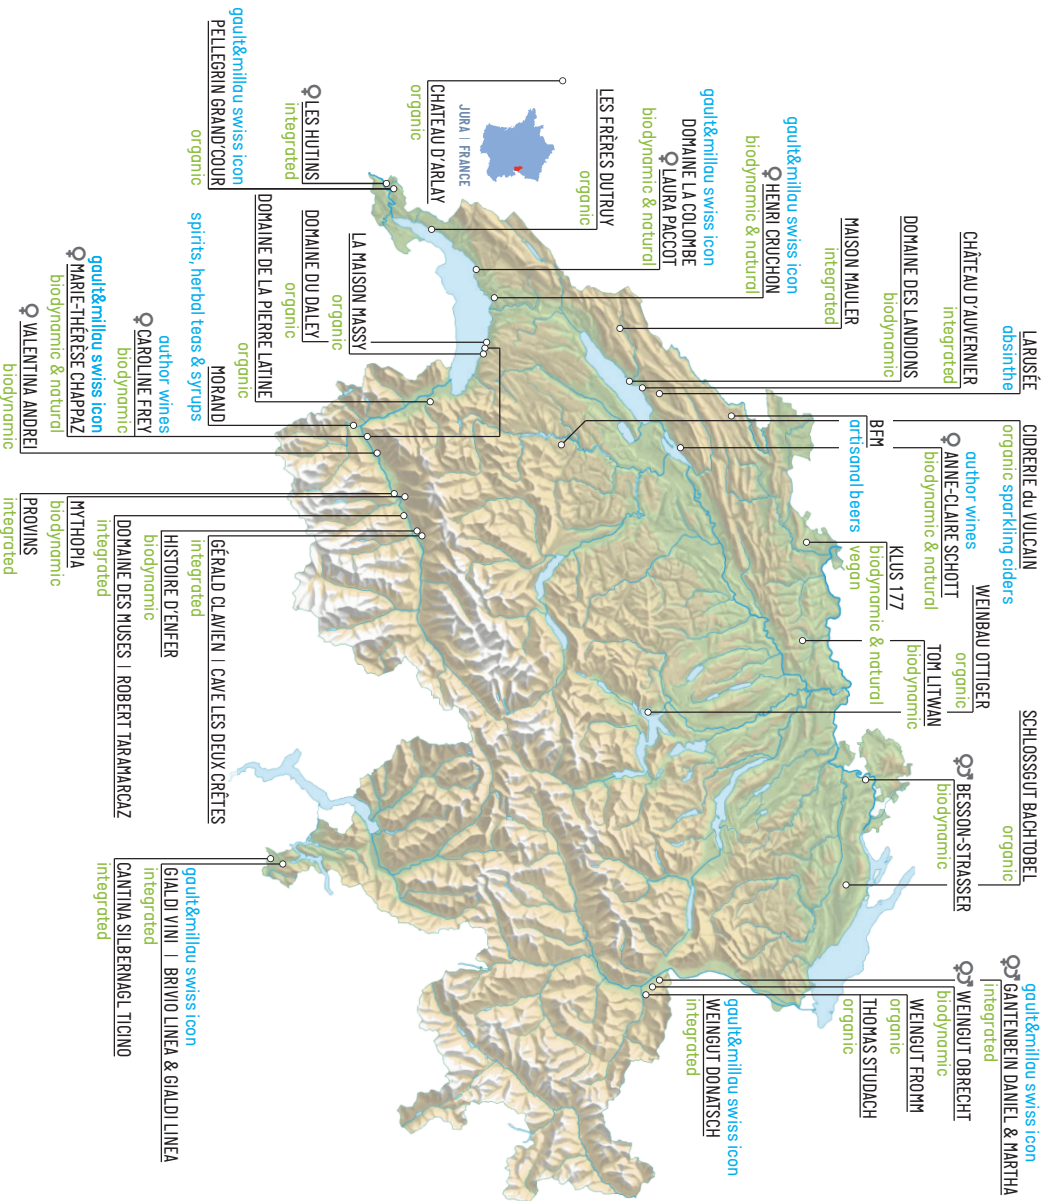 LARUSÉE
absinthe
CIDRERIE du VULCAIN
organic sparkling ciders
SCHLOSSGUT BACHTOBEL
organic
gault&millau swiss icon
GANTENBEIN DANIEL & MARTHA
integrated
CHÂTEAU D'AUVERNIER
integrated
author wines
ANNE-CLAIRE SCHOTT
biodynamic & natural
WEINBAU OTTIGER
organic
BESSON-STRASSER
biodynamic
WEINGUT OBRECHT
biodynamic
DOMAINE DES LANDIONS
biodynamic
TOM LITWAN
biodynamic
WEINGUT FROMM
organic
MAISON MAULER
integrated
BFM
artisanal beers
KLUS 177
biodynamic & natural
vegan
THOMAS STUDACH
organic
gault&millau swiss icon
HENRI CRUCHON
biodynamic & natural
gault&millau swiss icon
WEINGUT DONATSCH
integrated
gault&millau swiss icon
DOMAINE LA COLOMBE
LAURA PACCOT
biodynamic & natural
LES FRÈRES DUTRUY
organic
JURA | FRANCE
CHATEAU D'ARLAY
organic
LES HUTINS
integrated
gault&millau swiss icon
PELLEGRIN GRAND'COUR
organic
LA MAISON MASSY
organic
DOMAINE DU DALEY
organic
DOMAINE DE LA PIERRE LATINE
organic
MORAND
spirits, herbal teas & syrups
author wines
CAROLINE FREY
biodynamic
gault&millau swiss icon
MARIE-THÉRÈSE CHAPPAZ
biodynamic & natural
VALENTINA ANDREI
biodynamic
GÉRALD CLAVIEN | CAVE LES DEUX CRÊTES
integrated
HISTOIRE D'ENFER
biodynamic
DOMAINE DES MUSES | ROBERT TARAMARCAZ
integrated
MYTHOPIA
biodynamic
PROVINS
integrated
gault&millau swiss icon
GIALDI VINI | BRIVIO LINEA & GIALDI LINEA
integrated
CANTINA SILBERNAGL TICINO
integrated